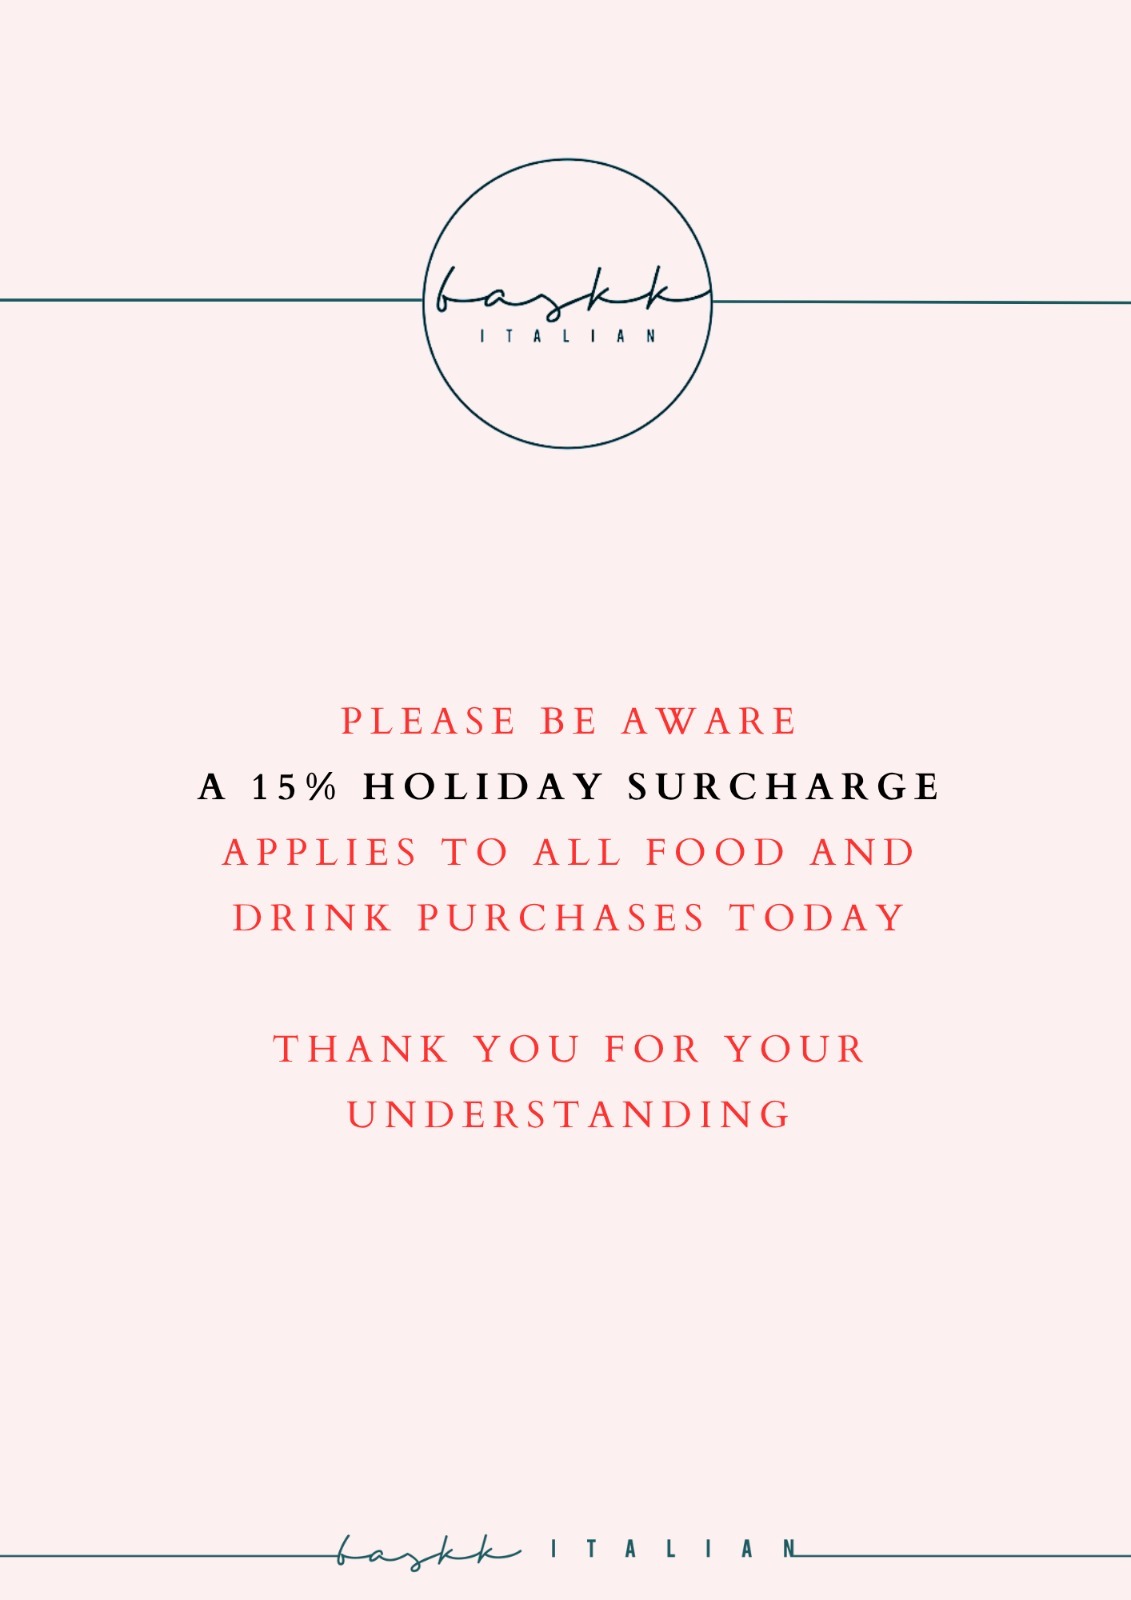 baskk
ITALIAN
PLEASE BE AWARE
A 15% HOLIDAY SURCHARGE
APPLIES TO ALL FOOD AND
DRINK PURCHASES TODAY
THANK YOU FOR YOUR
UNDERSTANDING
baskk ITALIAN